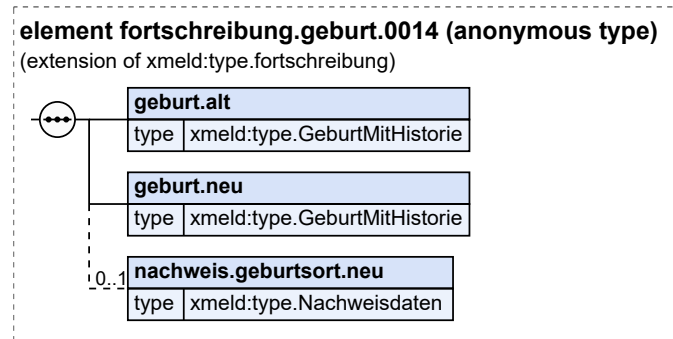 element fortschreibung.geburt.0014 (anonymous type)
(extension of xmeld:type.fortschreibung)
geburt.alt
type xmeld:type.GeburtMitHistorie
geburt.neu
type xmeld:type.GeburtMitHistorie
0..1 nachweis.geburtsort.neu
type xmeld:type.Nachweisdaten